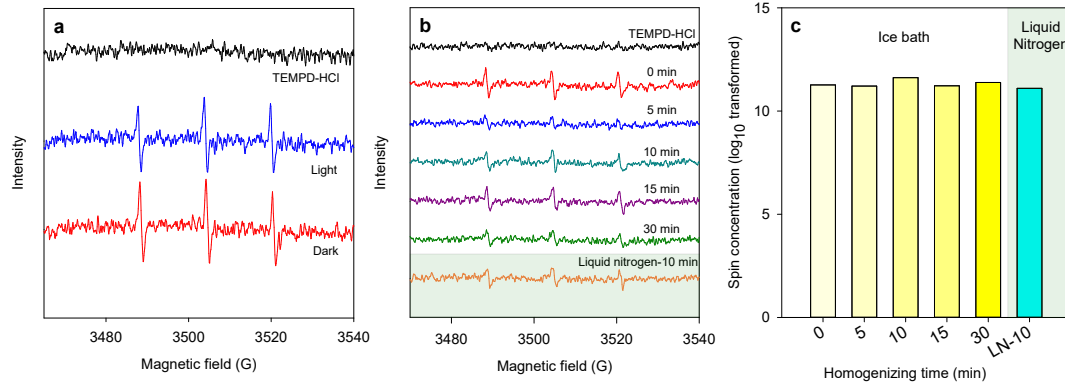 a
TEMPD-HCl
Light
Dark
Intensity
3480
3500
3520
3540
Magnetic field (G)
b
TEMPD-HCl
0 min
5 min
10 min
15 min
30 min
Liquid nitrogen-10 min
Intensity
3480
3500
3520
3540
Magnetic field (G)
c
Ice bath
Liquid
Nitrogen
Spin concentration (log10 transformed)
15
10
5
0
0
5
10
15
30
LN-10
Homogenizing time (min)